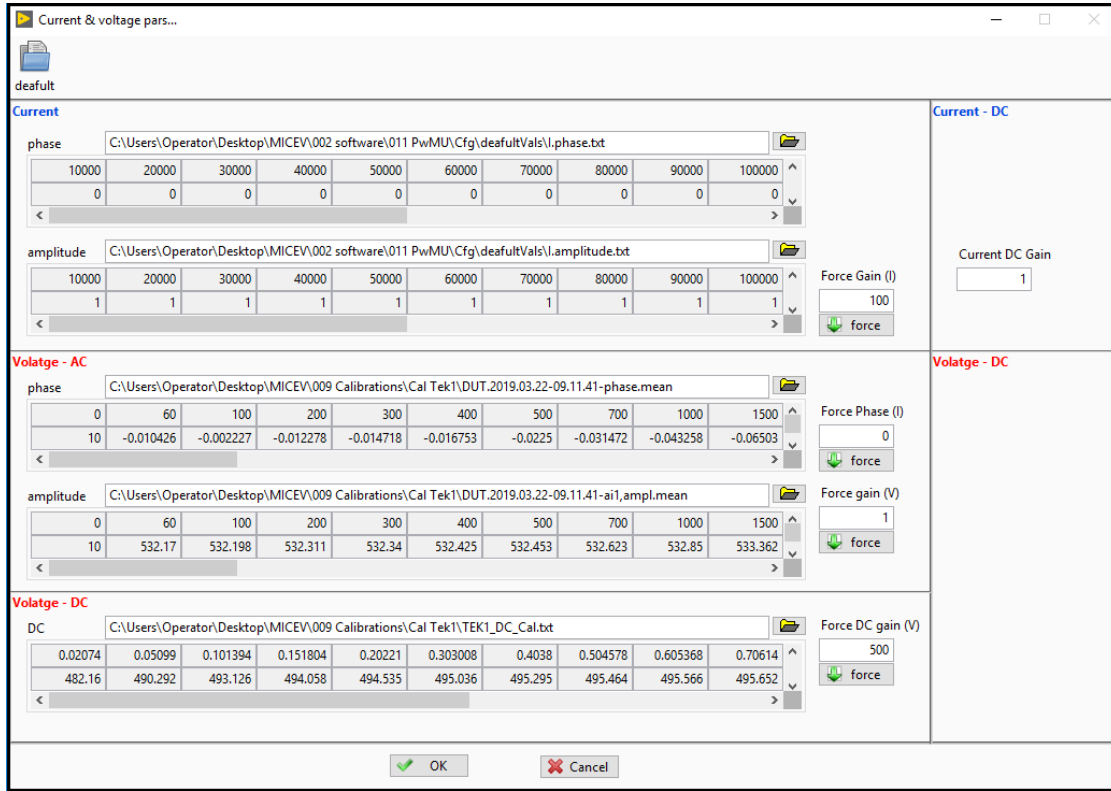 Current & voltage pars...
deafult
Current
Current - DC
phase C:\Users\Operator\Desktop\MICEV\002 software\011 PwMU\Cfg\deafultVals\I.phase.txt
10000 20000 30000 40000 50000 60000 70000 80000 90000 100000
0 0 0 0 0 0 0 0 0 0
amplitude C:\Users\Operator\Desktop\MICEV\002 software\011 PwMU\Cfg\deafultVals\I.amplitude.txt
10000 20000 30000 40000 50000 60000 70000 80000 90000 100000
1 1 1 1 1 1 1 1 1 1
Force Gain (I)
100
force
Current DC Gain
1
Volatge - AC
Volatge - DC
phase C:\Users\Operator\Desktop\MICEV\009 Calibrations\Cal Tek1\DUT.2019.03.22-09.11.41-phase.mean
0 60 100 200 300 400 500 700 1000 1500
10 -0.010426 -0.002227 -0.012278 -0.014718 -0.016753 -0.0225 -0.031472 -0.043258 -0.06503
Force Phase (I)
0
force
amplitude C:\Users\Operator\Desktop\MICEV\009 Calibrations\Cal Tek1\DUT.2019.03.22-09.11.41-ai1,ampl.mean
0 60 100 200 300 400 500 700 1000 1500
10 532.17 532.198 532.311 532.34 532.425 532.453 532.623 532.85 533.362
Force gain (V)
1
force
Volatge - DC
DC C:\Users\Operator\Desktop\MICEV\009 Calibrations\Cal Tek1\TEK1_DC_Cal.txt
0.02074 0.05099 0.101394 0.151804 0.20221 0.303008 0.4038 0.504578 0.605368 0.70614
482.16 490.292 493.126 494.058 494.535 495.036 495.295 495.464 495.566 495.652
Force DC gain (V)
500
force
OK
Cancel